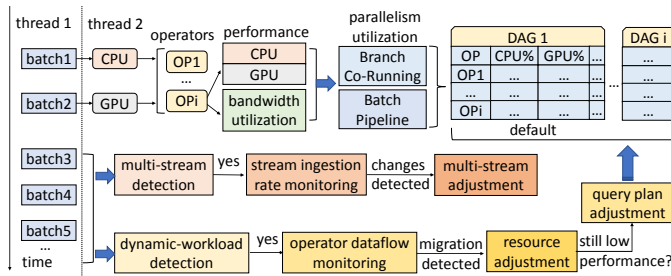 thread 1
thread 2
operators
performance
parallelism
utilization
DAG 1
DAG i
batch1
CPU
OP1
...
OPi
CPU
GPU
bandwidth
utilization
Branch
Co-Running
Batch
Pipeline
OP CPU% GPU% ...
OP1 ... ... ...
... ... ... ...
OPi ... ... ...
...
...
...
...
...
batch2
GPU
default
batch3
batch4
batch5
...
time
multi-stream
detection
yes
stream ingestion
rate monitoring
changes
detected
multi-stream
adjustment
query plan
adjustment
dynamic-workload
detection
yes
operator dataflow
monitoring
migration
detected
resource
adjustment
still low
performance?